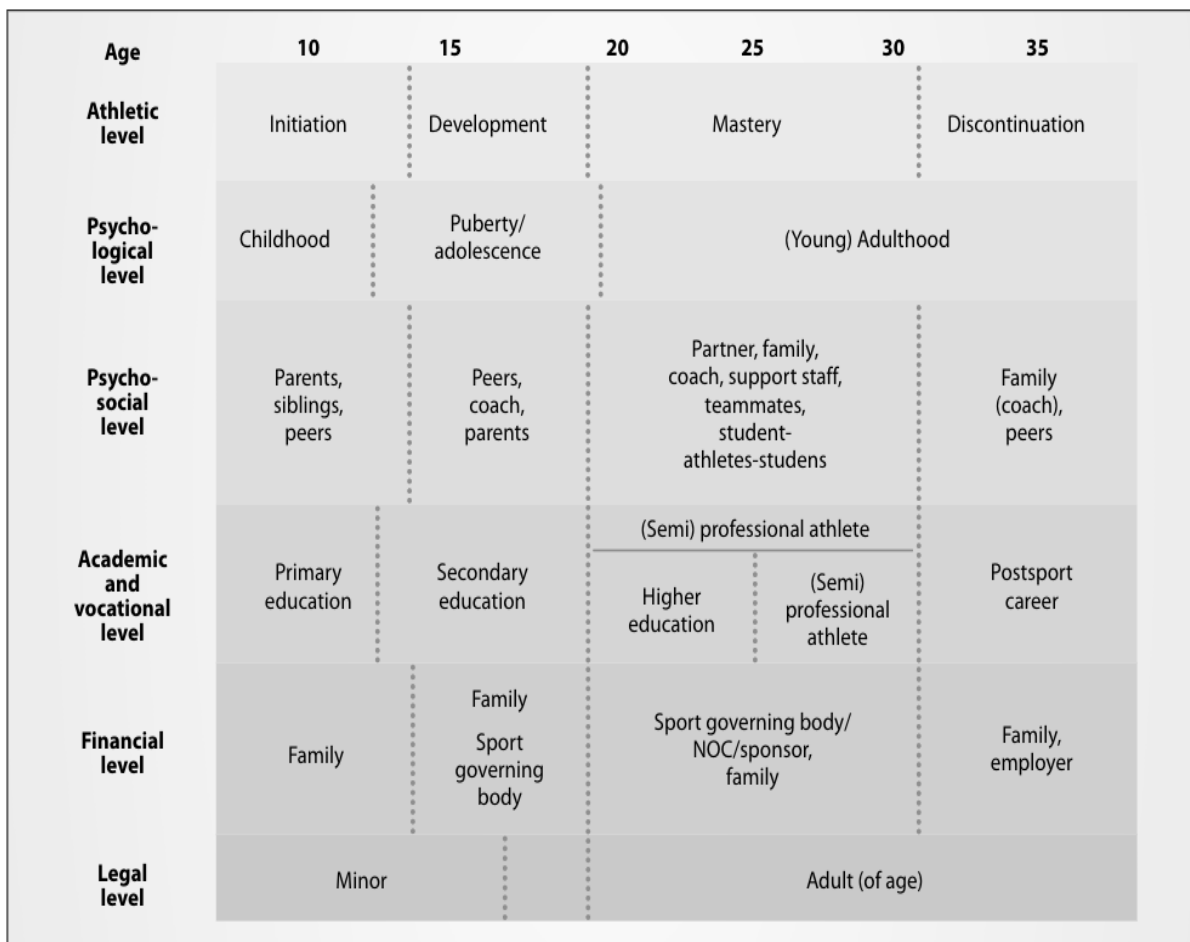 Age 10 15 20 25 30 35
Athletic
level
Initiation
Development
Mastery
Discontinuation
Psycho-
logical
level
Childhood
Puberty/
adolescence
(Young) Adulthood
Psycho-
social
level
Parents,
siblings,
peers
Peers,
coach,
parents
Partner, family,
coach, support staff,
teammates,
student-
athletes-studens
Family
(coach),
peers
Academic
and
vocational
level
Primary
education
Secondary
education
(Semi) professional athlete
Higher
education
(Semi)
professional
athlete
Postsport
career
Financial
level
Family
Family
Sport
governing
body
Sport governing body/
NOC/sponsor,
family
Family,
employer
Legal
level
Minor
Adult (of age)